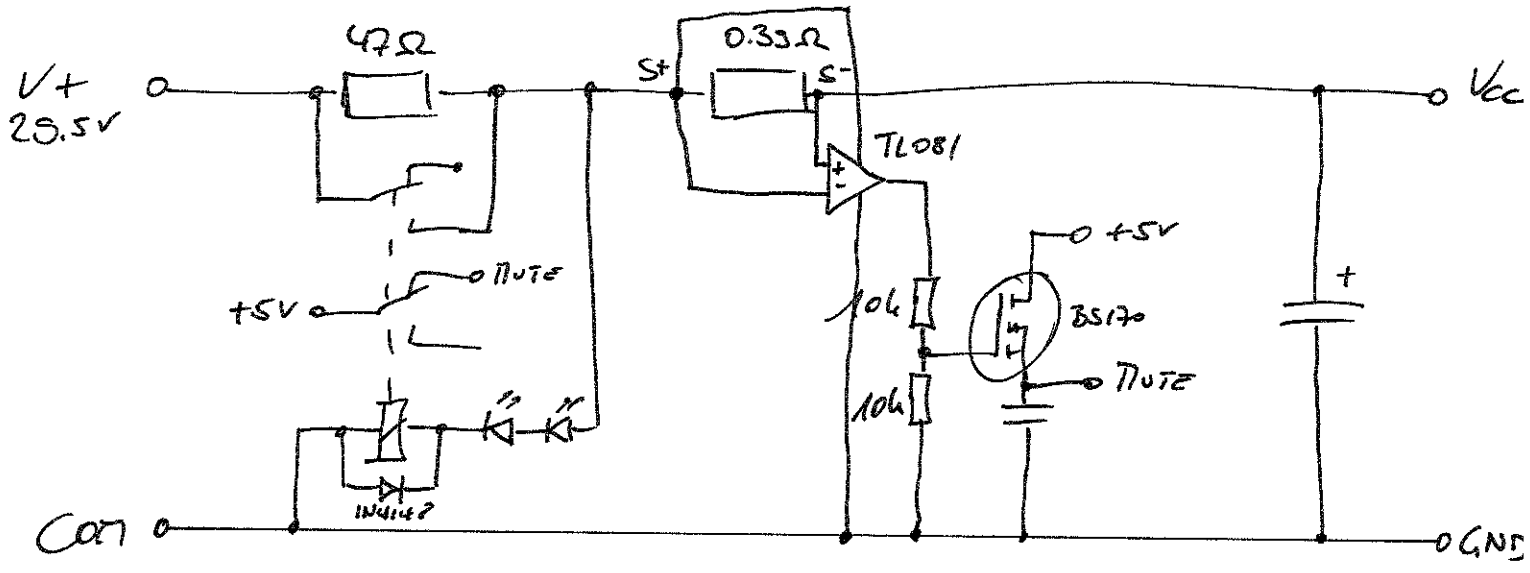 47Ω
0.33Ω
V+
25.5V
S+
S-
Vcc
TL081
+
-
+5V
MUTE
+5V
10k
BS170
+
MUTE
10k
1N4148
Com
GND